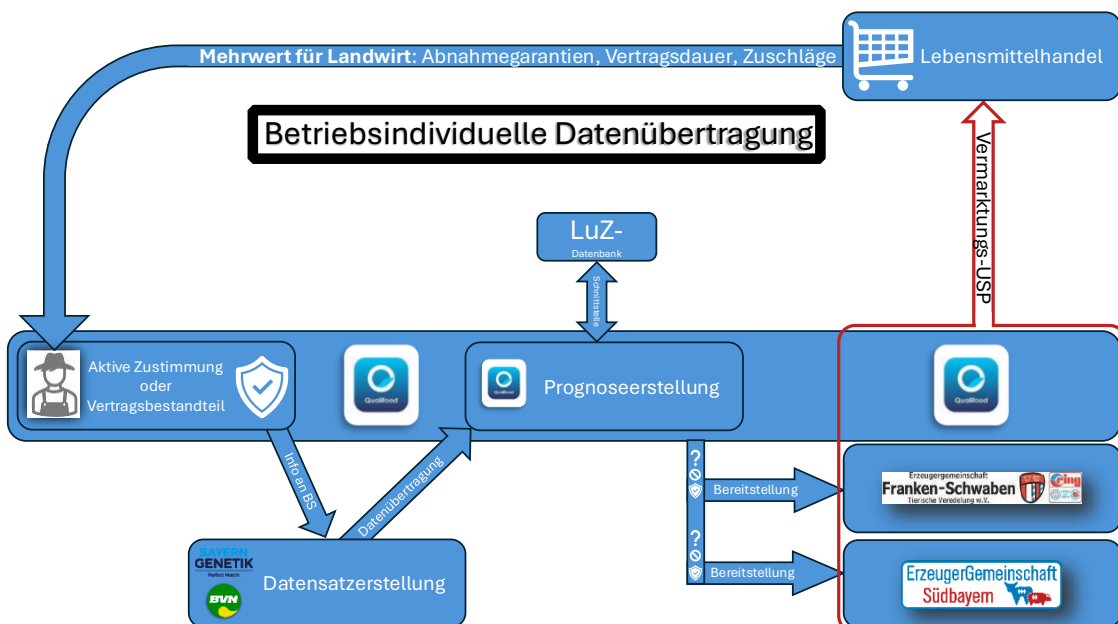 Mehrwert für Landwirt: Abnahmegarantien, Vertragsdauer, Zuschläge
Lebensmittelhandel
Betriebsindividuelle Datenübertragung
Vermarktungs-USP
LuZ-
Datenbank
Schnittstelle
Aktive Zustimmung
oder
Vertragsbestandteil
Qualifood
Qualifood
Prognoseerstellung
Qualifood
Info an BS
Datenübertragung
?
Bereitstellung
?
Bereitstellung
Erzeugergemeinschaft
Franken-Schwaben
Tierische Veredelung w.V.
ring
ErzeugerGemeinschaft
Südbayern
BAYERN
GENETIK
Perfect Match.
BVN
Datensatzerstellung